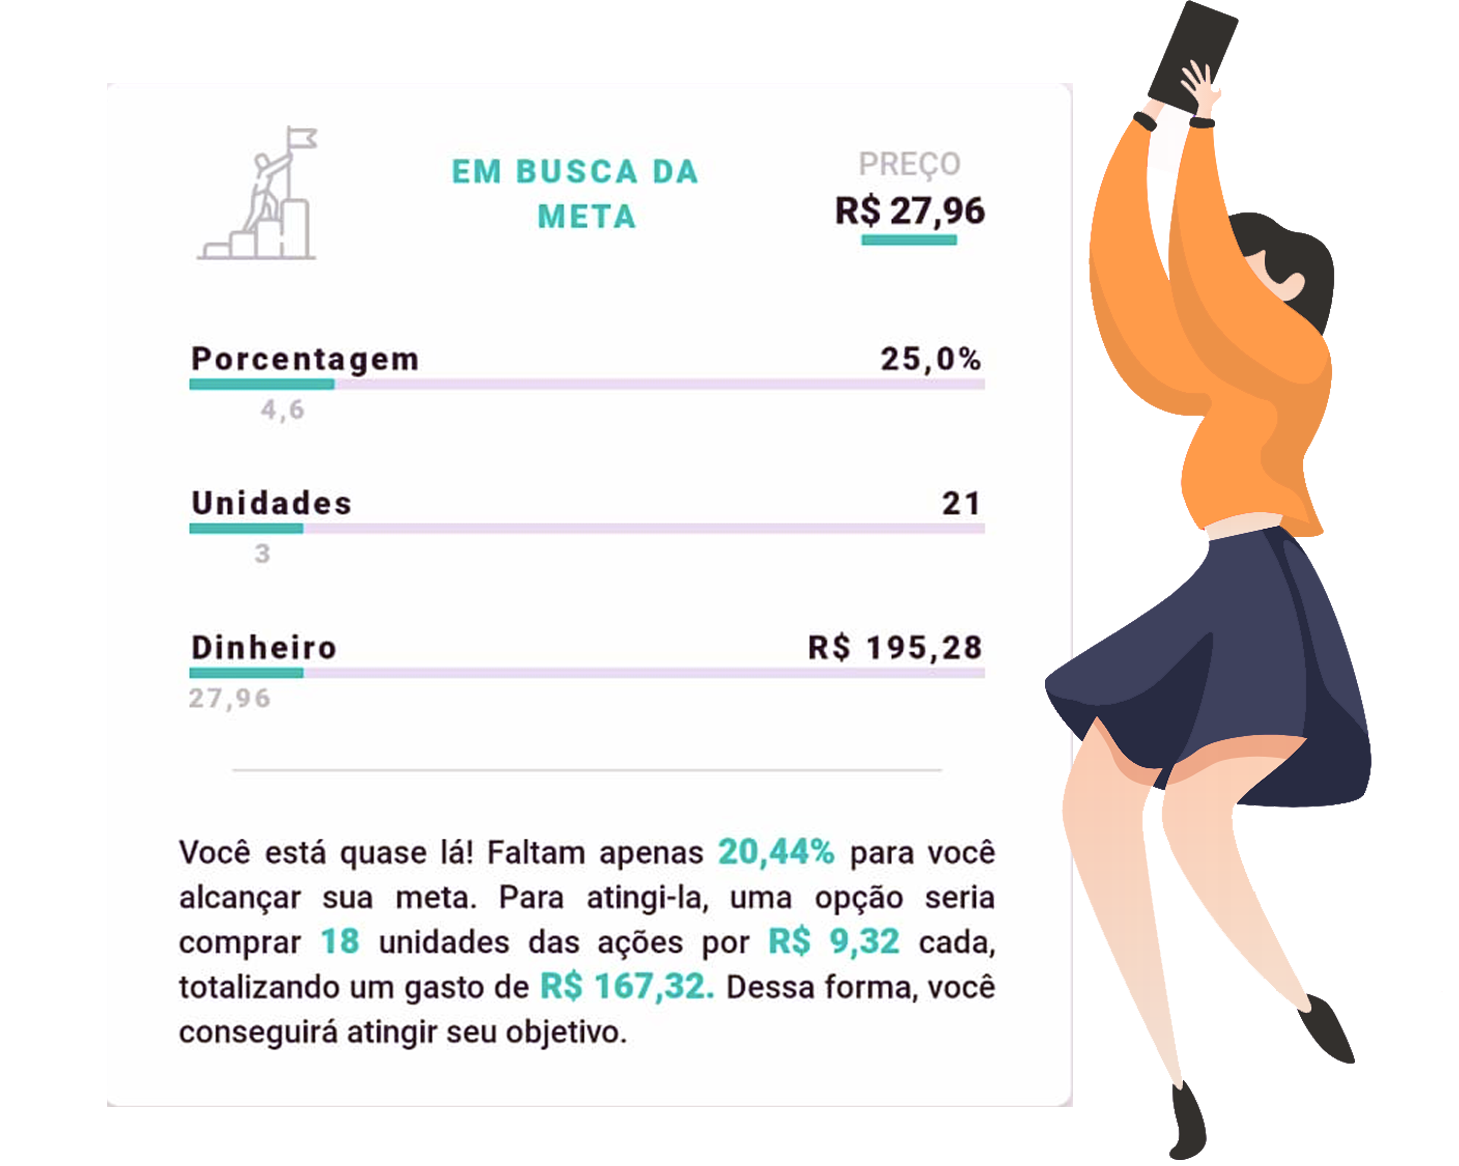 EM BUSCA DA
META
PREÇO
R$ 27,96
Porcentagem 25,0%
4,6
Unidades 21
3
Dinheiro R$ 195,28
27,96
Você está quase lá! Faltam apenas 20,44% para você
alcançar sua meta. Para atingi-la, uma opção seria
comprar 18 unidades das ações por R$ 9,32 cada,
totalizando um gasto de R$ 167,32. Dessa forma, você
conseguirá atingir seu objetivo.